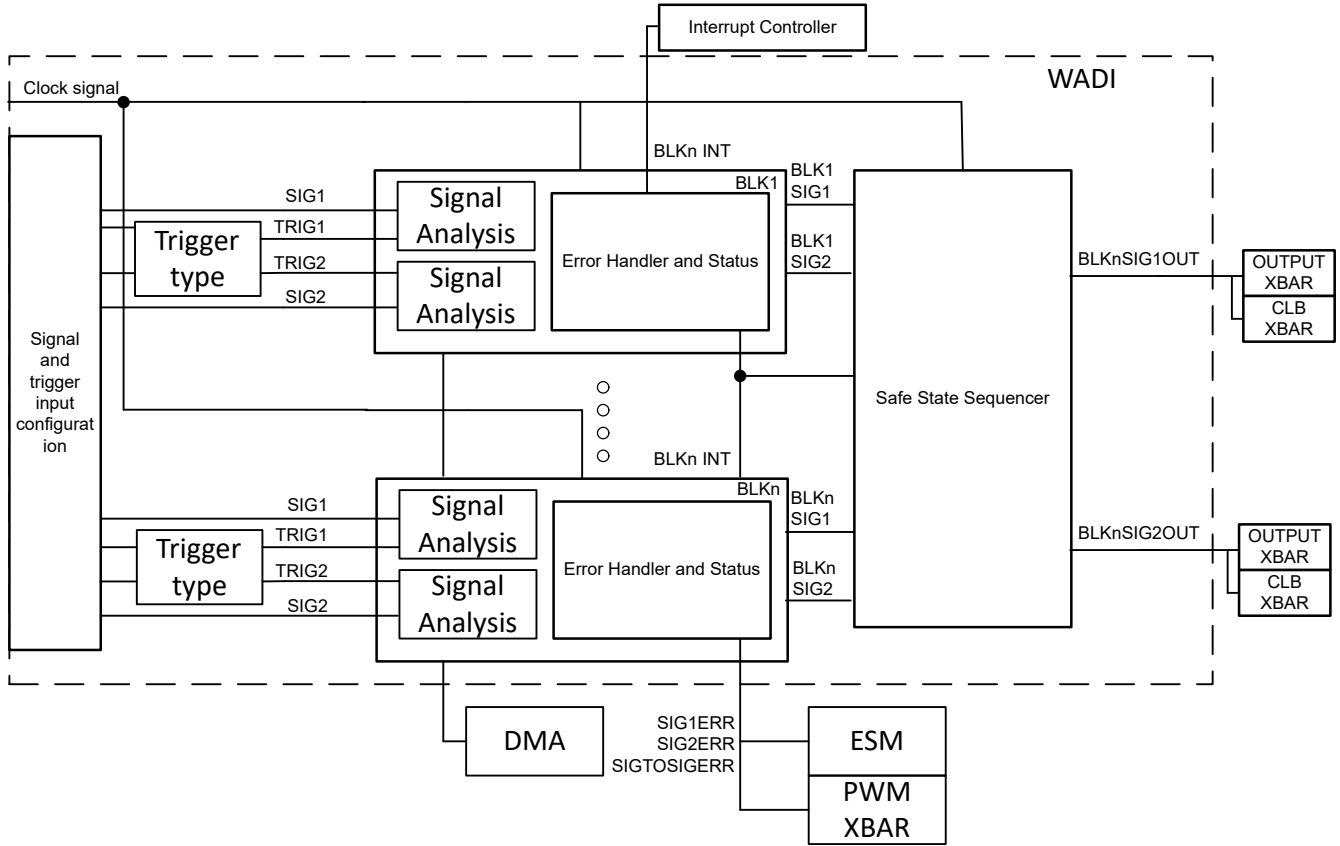 Interrupt Controller
WADI
Clock signal
BLKn INT
BLK1
BLK1
SIG1
SIG1
Signal
Analysis
Trigger
type
TRIG1
TRIG2
SIG2
Signal
Analysis
Error Handler and Status
BLK1
SIG2
BLKnSIG1OUT
OUTPUT
XBAR
CLB
XBAR
Signal
and
trigger
input
configurat
ion
Safe State Sequencer
BLKn INT
BLKn
BLKn
SIG1
SIG1
Signal
Analysis
Trigger
type
TRIG1
TRIG2
SIG2
Signal
Analysis
Error Handler and Status
BLKn
SIG2
BLKnSIG2OUT
OUTPUT
XBAR
CLB
XBAR
DMA
SIG1ERR
SIG2ERR
SIGTOSIGERR
ESM
PWM
XBAR